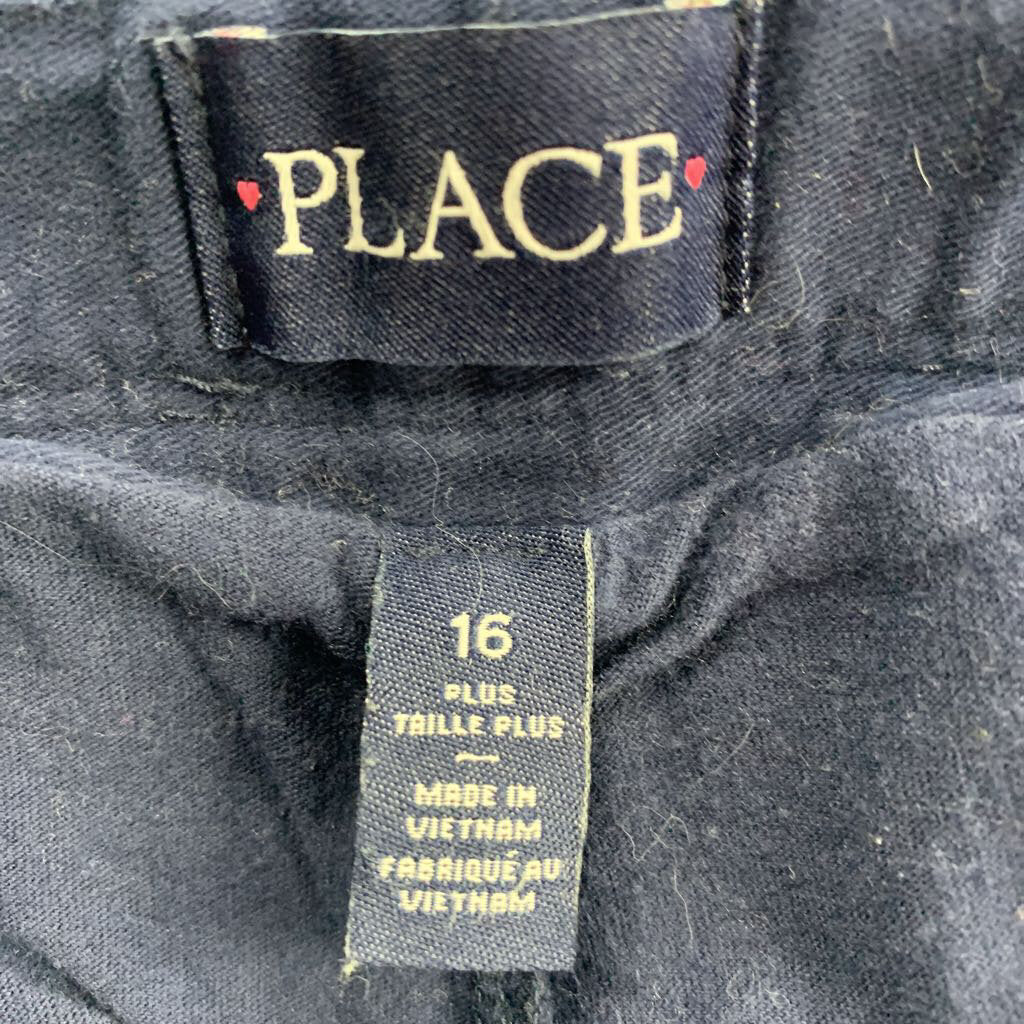 PLACE
16
PLUS
TAILLE PLUS
~
MADE IN
VIETNAM
FABRIQUÉ AU
VIETNAM